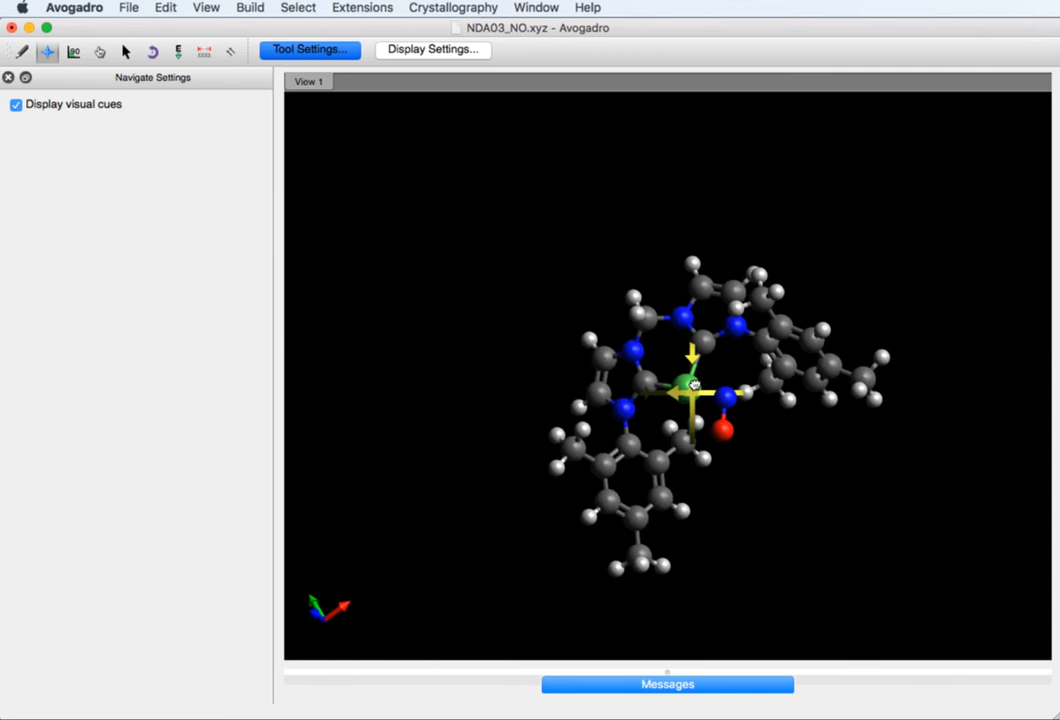 Avogadro File Edit View Build Select Extensions Crystallography Window Help
NDA03_NO.xyz - Avogadro
Tool Settings... Display Settings...
Navigate Settings
View 1
Display visual cues
Messages